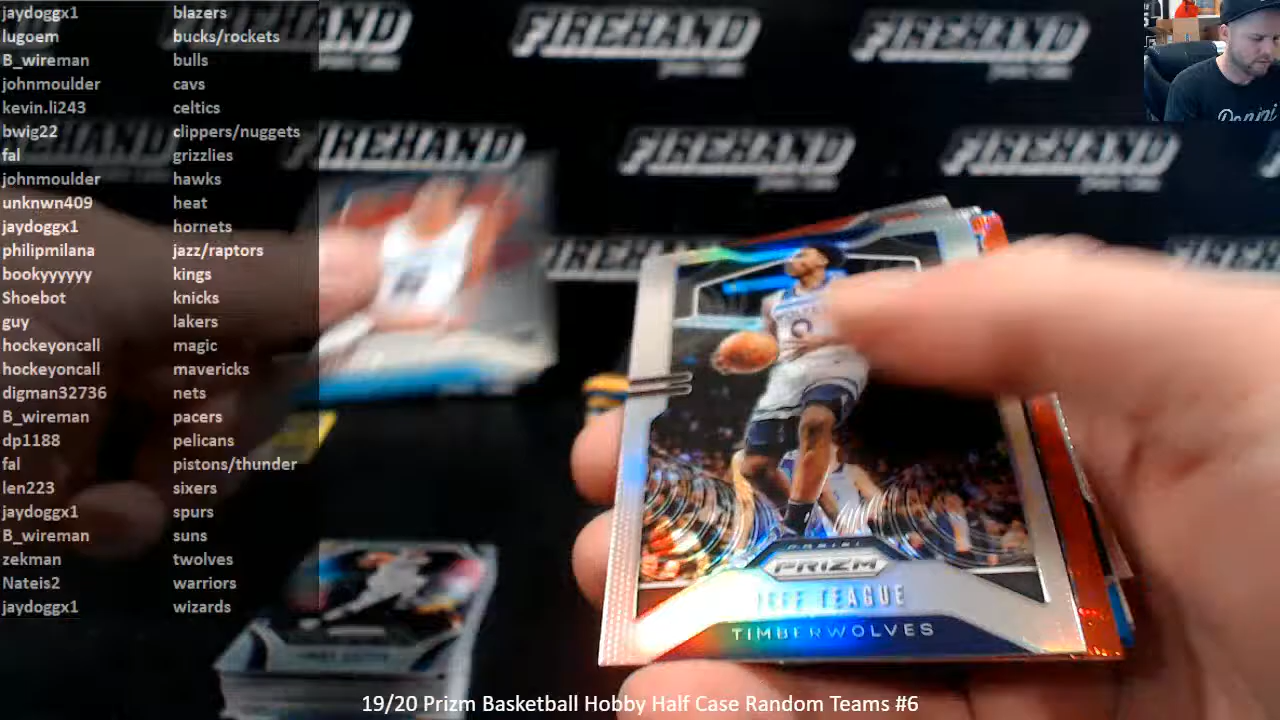 jaydoggx1 blazers
lugoem bucks/rockets
B_wireman bulls
johnmoulder cavs
kevin.li243 celtics
bwig22 clippers/nuggets
fal grizzlies
johnmoulder hawks
unknwn409 heat
jaydoggx1 hornets
philipmilana jazz/raptors
bookyyyyyy kings
Shoebot knicks
guy lakers
hockeyoncall magic
hockeyoncall mavericks
digman32736 nets
B_wireman pacers
dp1188 pelicans
fal pistons/thunder
len223 sixers
jaydoggx1 spurs
B_wireman suns
zekman twolves
Nateis2 warriors
jaydoggx1 wizards
FIREHAND
FIREHAND
FIREHAND
FIREHAND
FIREHAND
FIREHAND
Panini
PANINI
PRIZM
JEFF TEAGUE
TIMBERWOLVES
19/20 Prizm Basketball Hobby Half Case Random Teams #6